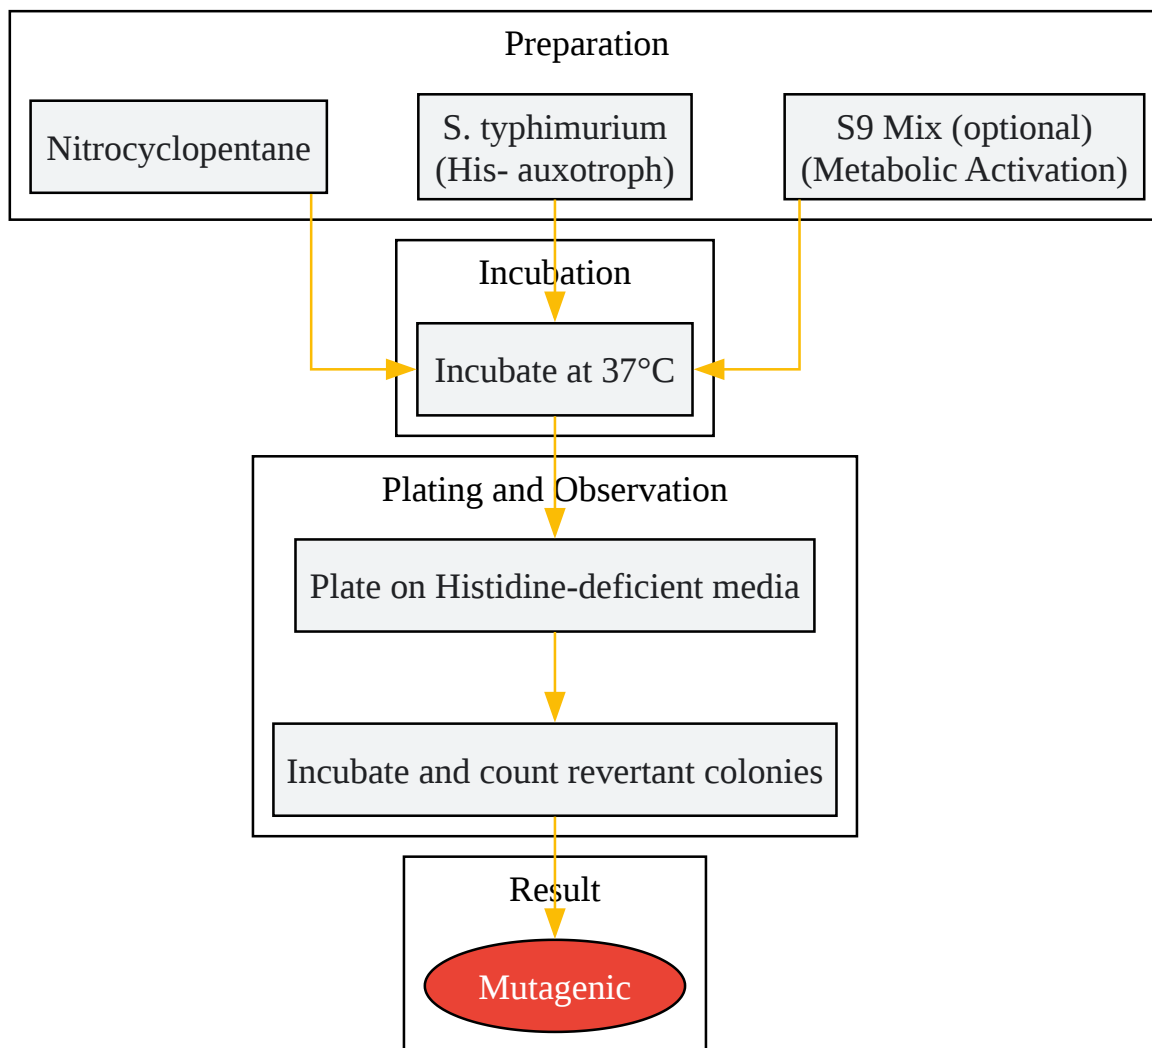 Preparation
Nitrocyclopentane
S. typhimurium
(His- auxotroph)
S9 Mix (optional)
(Metabolic Activation)
Incubation
Incubate at 37°C
Plating and Observation
Plate on Histidine-deficient media
Incubate and count revertant colonies
Result
Mutagenic